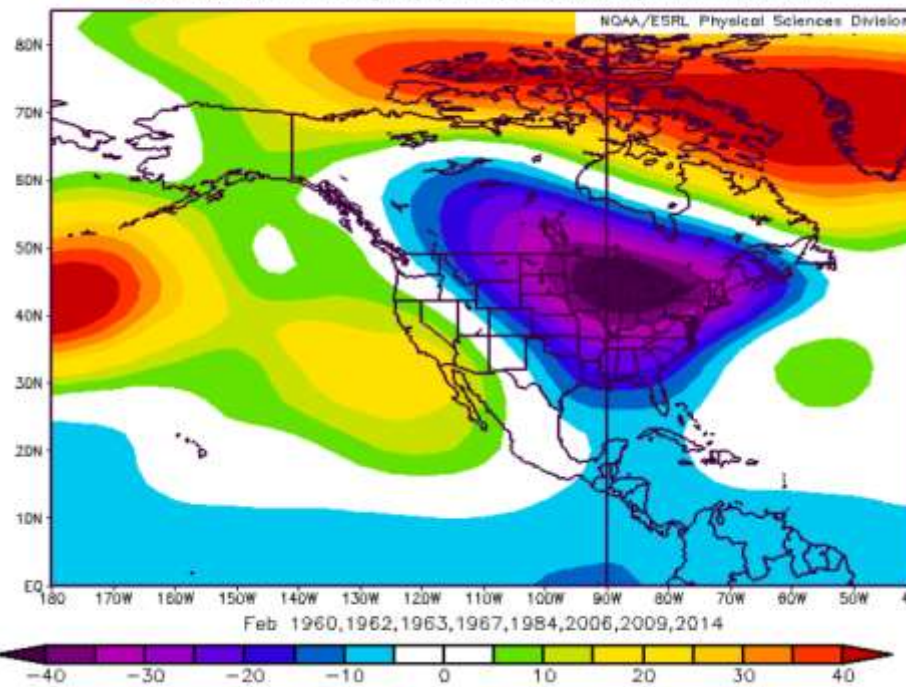 NOAA/ESRL Physical Sciences Division
80N
70N
60N
50N
40N
30N
20N
10N
EQ
180 170W 160W 150W 140W 130W 120W 110W 100W 90W 80W 70W 60W 50W
Feb 1960,1962,1963,1967,1984,2006,2009,2014
-40 -30 -20 -10 0 10 20 30 40